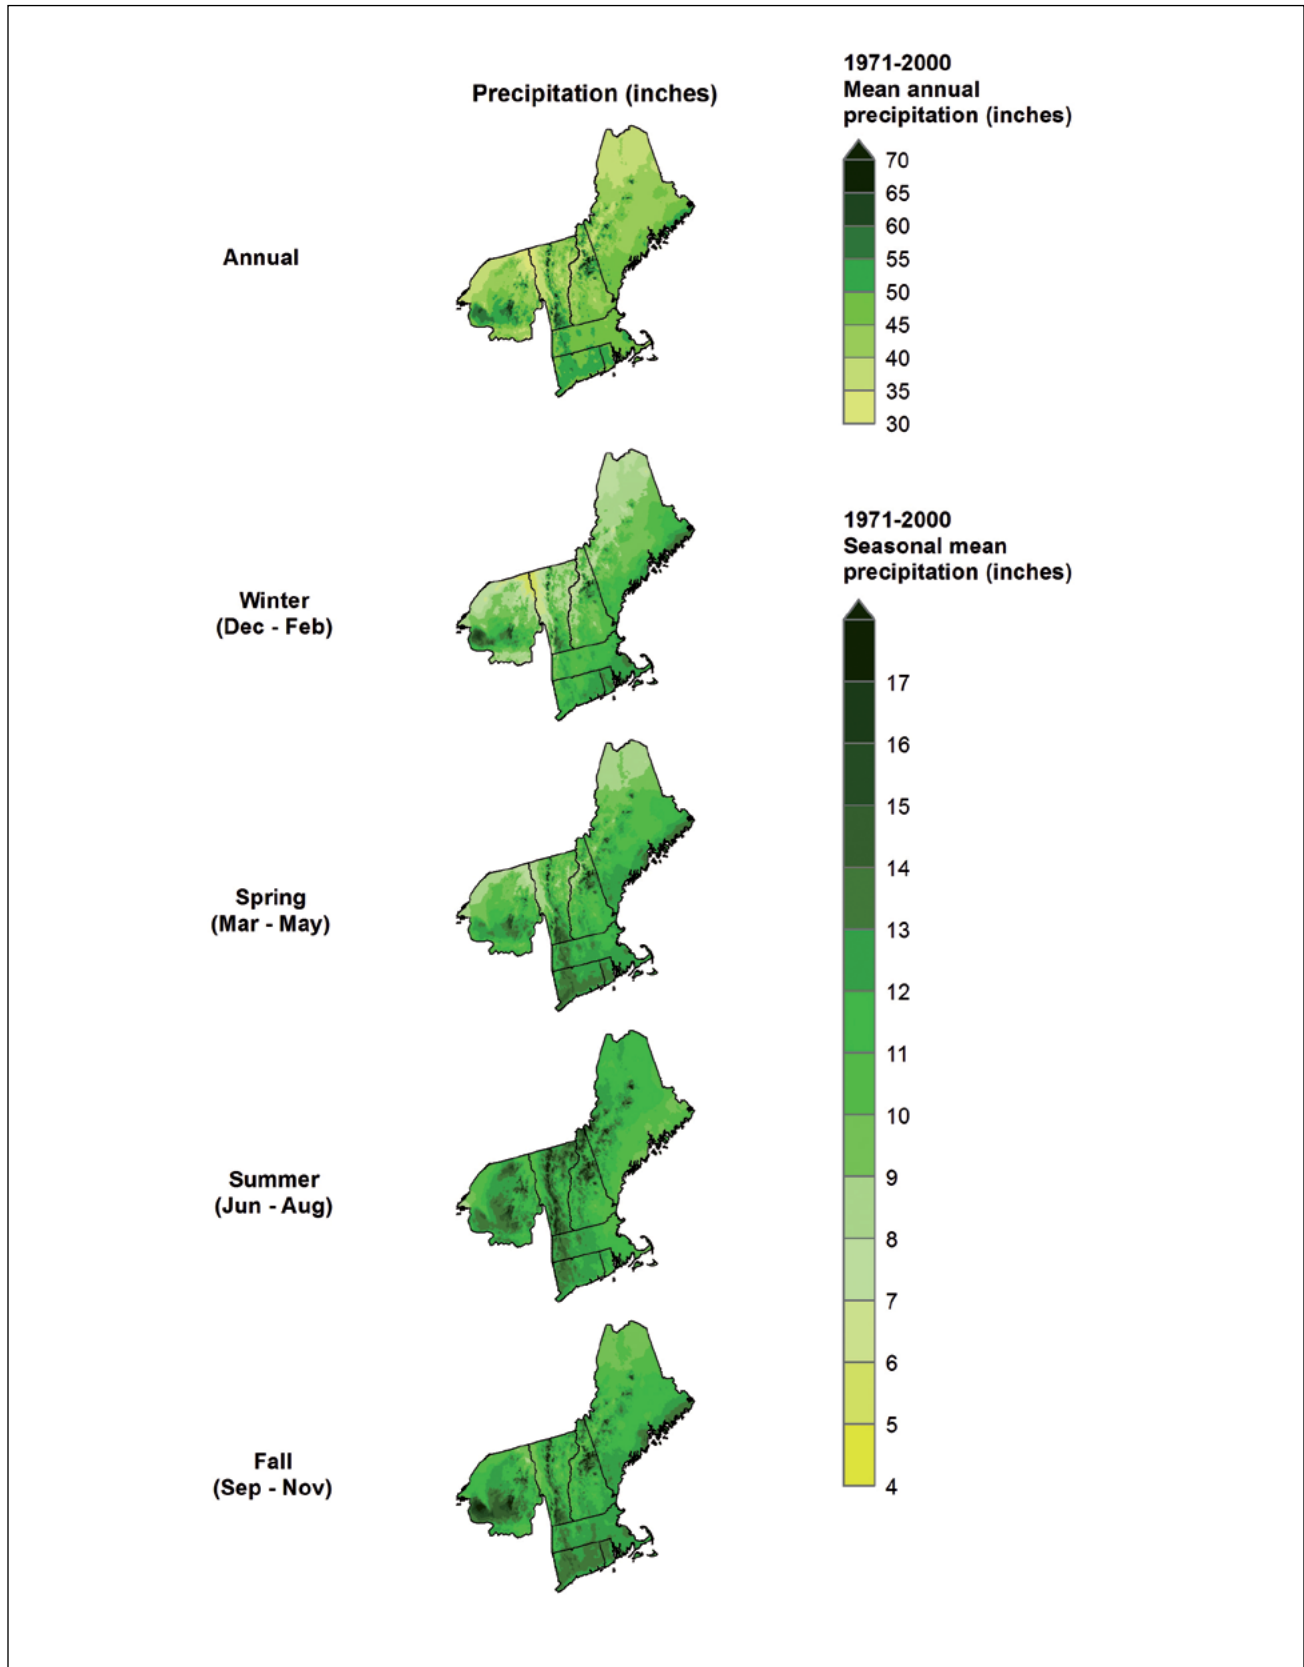 Precipitation (inches)
1971-2000
Mean annual
precipitation (inches)
70
65
60
55
50
45
40
35
30
Annual
Winter
(Dec - Feb)
Spring
(Mar - May)
Summer
(Jun - Aug)
Fall
(Sep - Nov)
1971-2000
Seasonal mean
precipitation (inches)
17
16
15
14
13
12
11
10
9
8
7
6
5
4